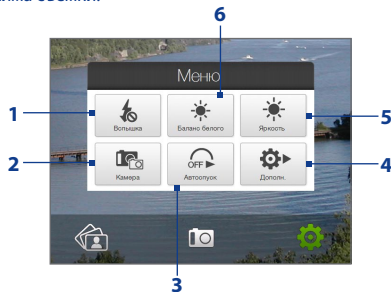 6
Меню
1
Вспышка
Баланс белого
Яркость
5
2
Камера
OFF
Автоспуск
Дополн.
4
3